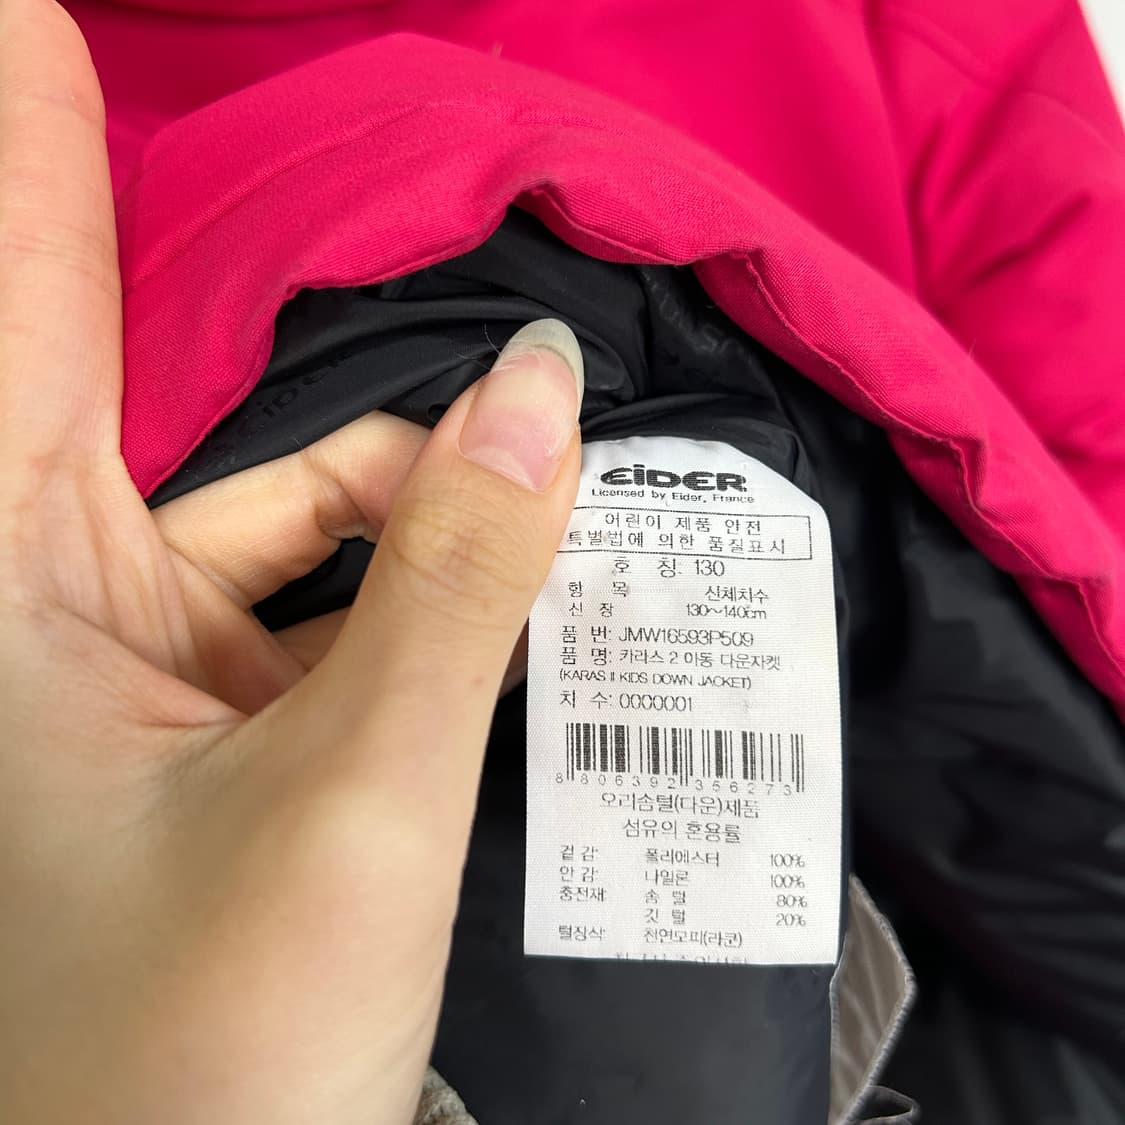 EiDER
Licensed by Eider, France
어린이 제품 안전
특별법에 의한 품질표시
호 칭: 130
항 목 신체치수
신 장 130~140cm
품 번: JMW16593P509
품 명: 카라스 2 아동 다운자켓
(KARAS II KIDS DOWN JACKET)
치 수: 0000001
8 806392 356273
오리솜털(다운)제품
섬유의 혼용률
겉 감: 폴리에스터 100%
안 감: 나일론 100%
충전재: 솜 털 80%
깃 털 20%
털장식: 천연모피(라쿤)